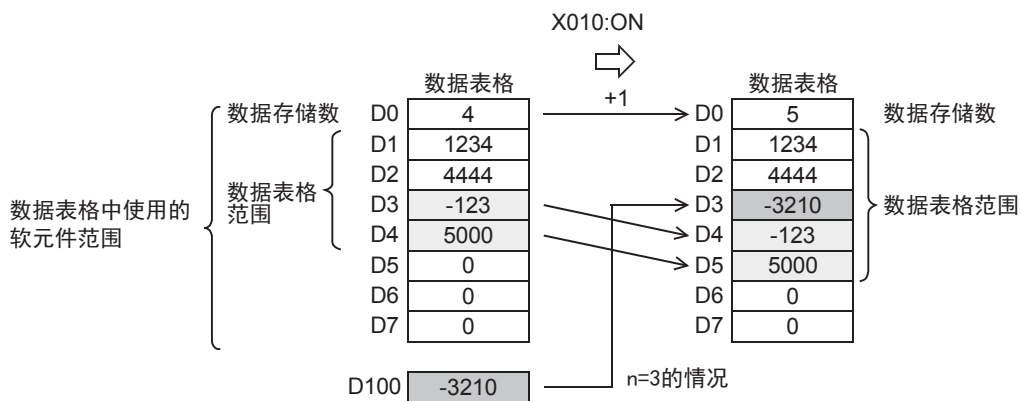 X010:ON
数据表格
数据表格
数据存储数
D0
4
+1
D0
5
数据存储数
D1
1234
D1
1234
D2
4444
D2
4444
数据表格
范围
D3
-123
D3
-3210
数据表格范围
数据表格中使用的
软元件范围
D4
5000
D4
-123
D5
0
D5
5000
D6
0
D6
0
D7
0
D7
0
D100
-3210
n=3的情况